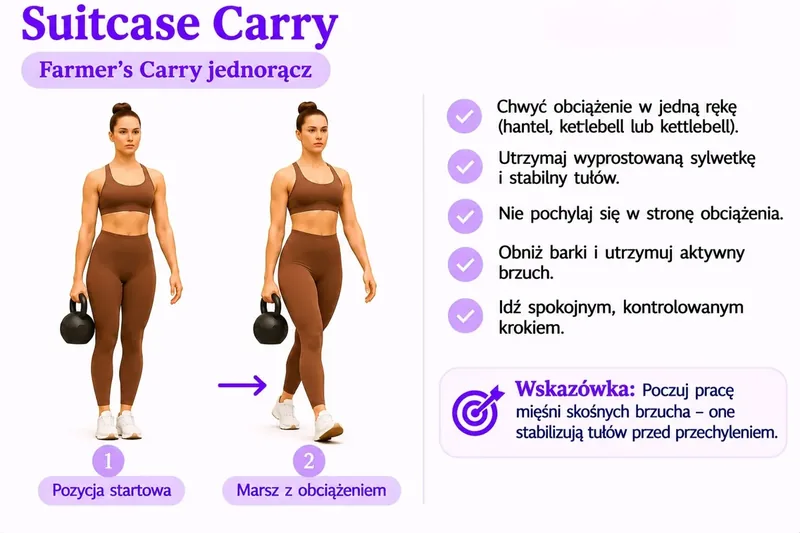 Suitcase Carry
Farmer's Carry jednorącz
Chwyć obciążenie w jedną rękę
(hantel, ketlebell lub kettlebell).
Utrzymaj wyprostowaną sylwetkę
i stabilny tułów.
Nie pochylaj się w stronę obciążenia.
Obniż barki i utrzymuj aktywny
brzuch.
Idź spokojnym, kontrolowanym
krokiem.
Wskazówka: Poczuj pracę
mięśni skośnych brzucha – one
stabilizują tułów przed przechyleniem.
1
Pozycja startowa
2
Marsz z obciążeniem